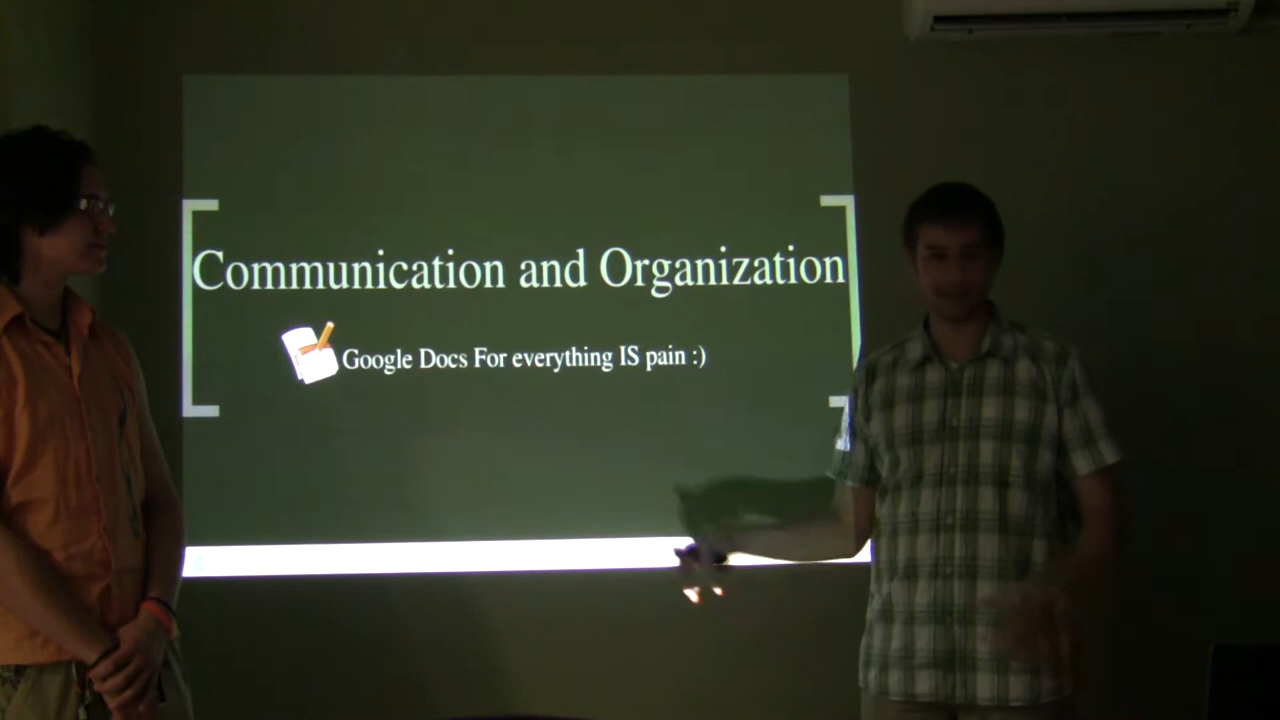 Communication and Organization
Google Docs For everything IS pain :)